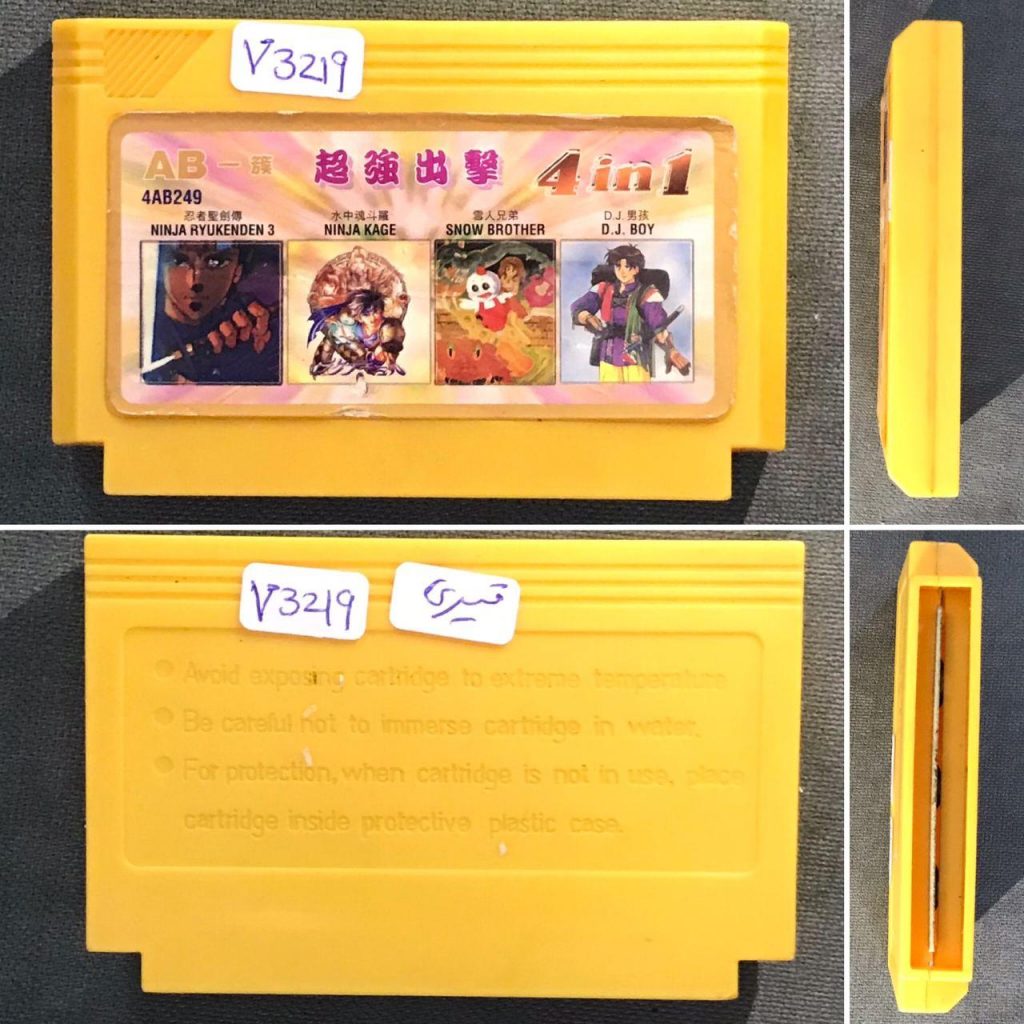 V3219
AB 一簇 超強出擊 4 in 1
4AB249
忍者聖劍傳 水中魂斗羅 雪人兄弟 D.J. 男孩
NINJA RYUKENDEN 3 NINJA KAGE SNOW BROTHER D.J. BOY
V3219
Avoid exposing cartridge to extreme temperature
Be careful not to immerse cartridge in water.
For protection, when cartridge is not in use, place
cartridge inside protective plastic case.